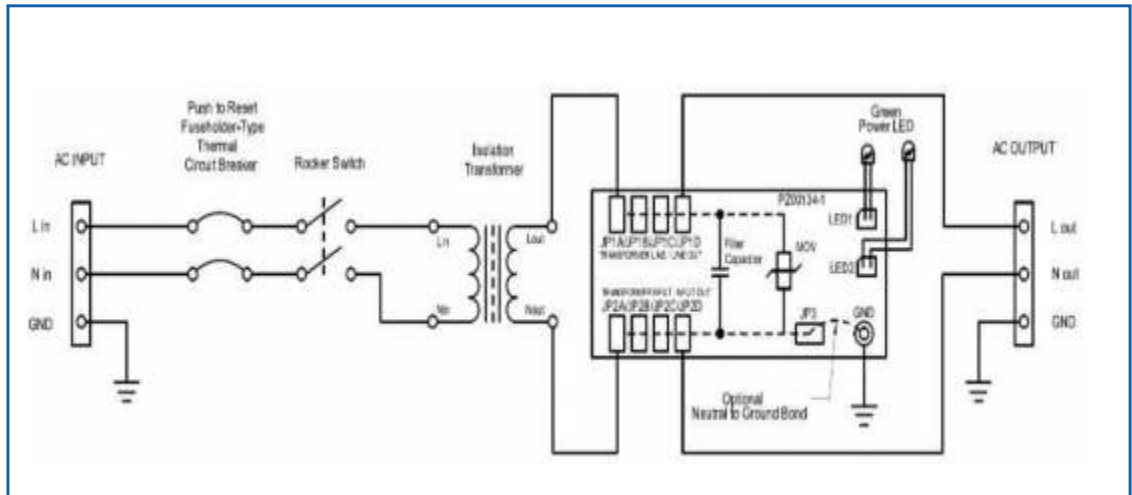 Push to Reset
Fuseholder-Type
Thermal
Circuit Breaker
AC INPUT
Rocker Switch
Isolation
Transformer
Green
Power LED
AC OUTPUT
L in
N in
GND
Lin
Nin
Lout
Nout
PZ00134-1
LED1
LED2
JP1A JP1B JP1C JP1D
TRANSFORMER LINE / LINE OUT
Filter
Capacitor
MOV
JP2A JP2B JP2C JP2D
JP3
GND
Optional
Neutral to Ground Bond
L out
N out
GND